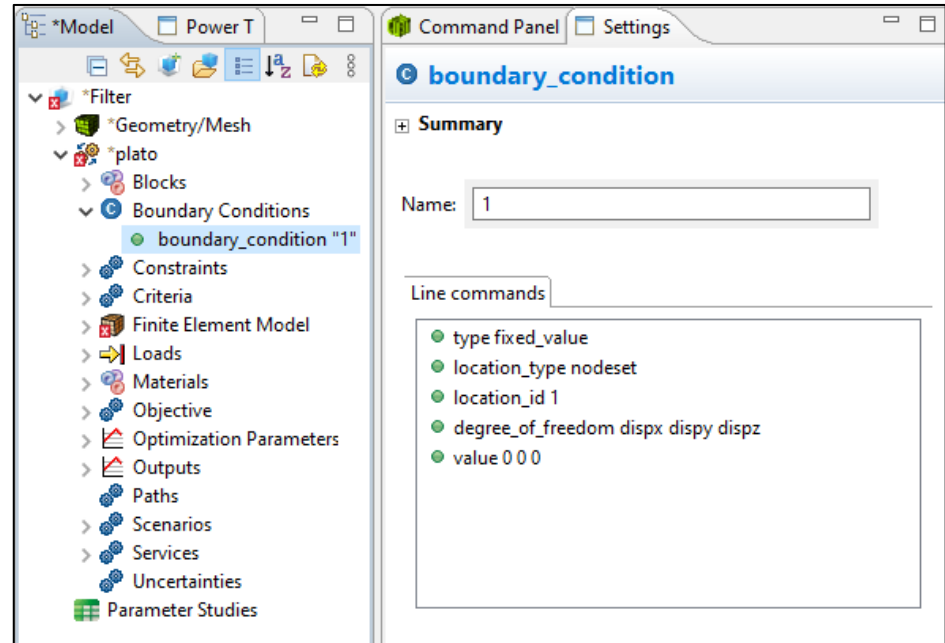 *Model
Power T
*Filter
*Geometry/Mesh
*plato
Blocks
Boundary Conditions
boundary_condition "1"
Constraints
Criteria
Finite Element Model
Loads
Materials
Objective
Optimization Parameters
Outputs
Paths
Scenarios
Services
Uncertainties
Parameter Studies
Command Panel
Settings
C boundary_condition
Summary
Name: 1
Line commands
type fixed_value
location_type nodeset
location_id 1
degree_of_freedom dispx dispy dispz
value 0 0 0